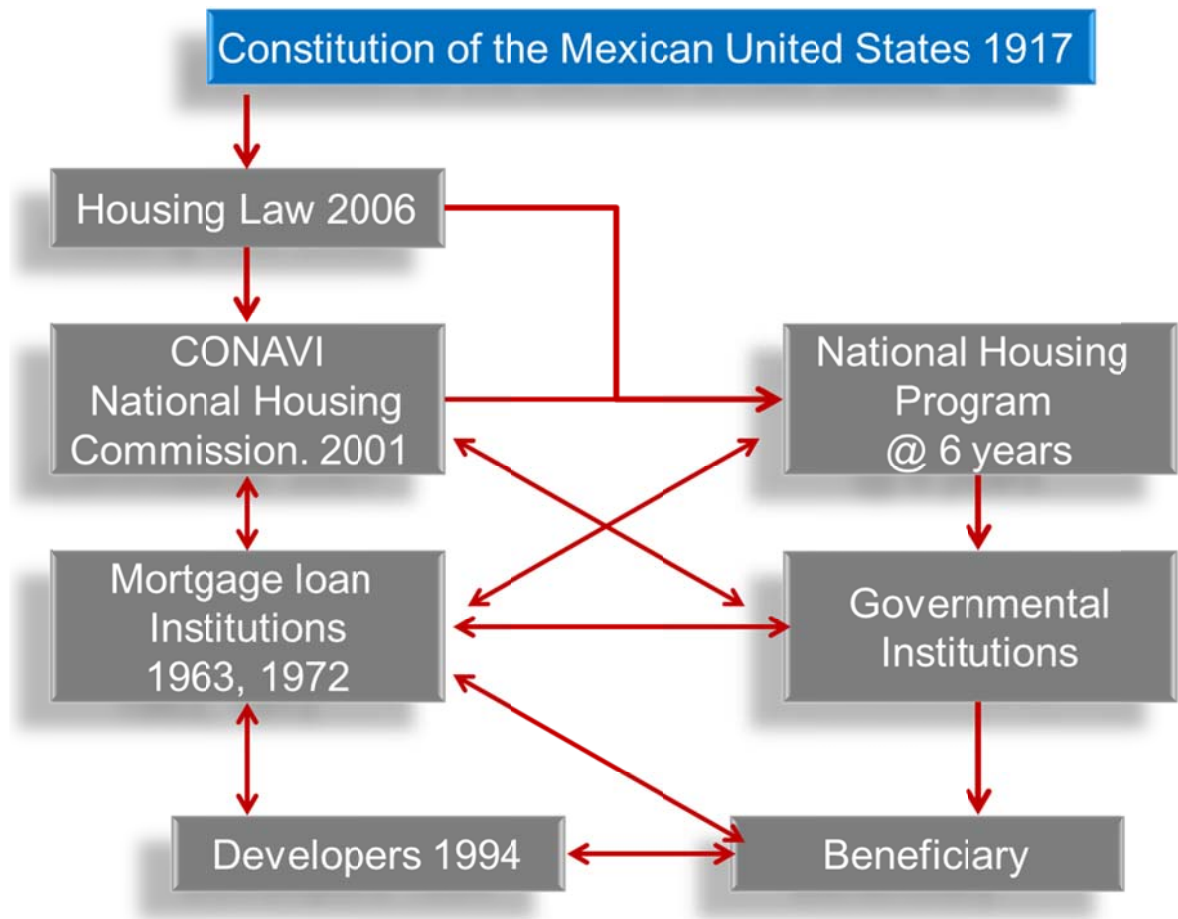 Constitution of the Mexican United States 1917
Housing Law 2006
CONAVI
National Housing
Commission. 2001
National Housing
Program
@ 6 years
Mortgage loan
Institutions
1963, 1972
Governmental
Institutions
Developers 1994
Beneficiary